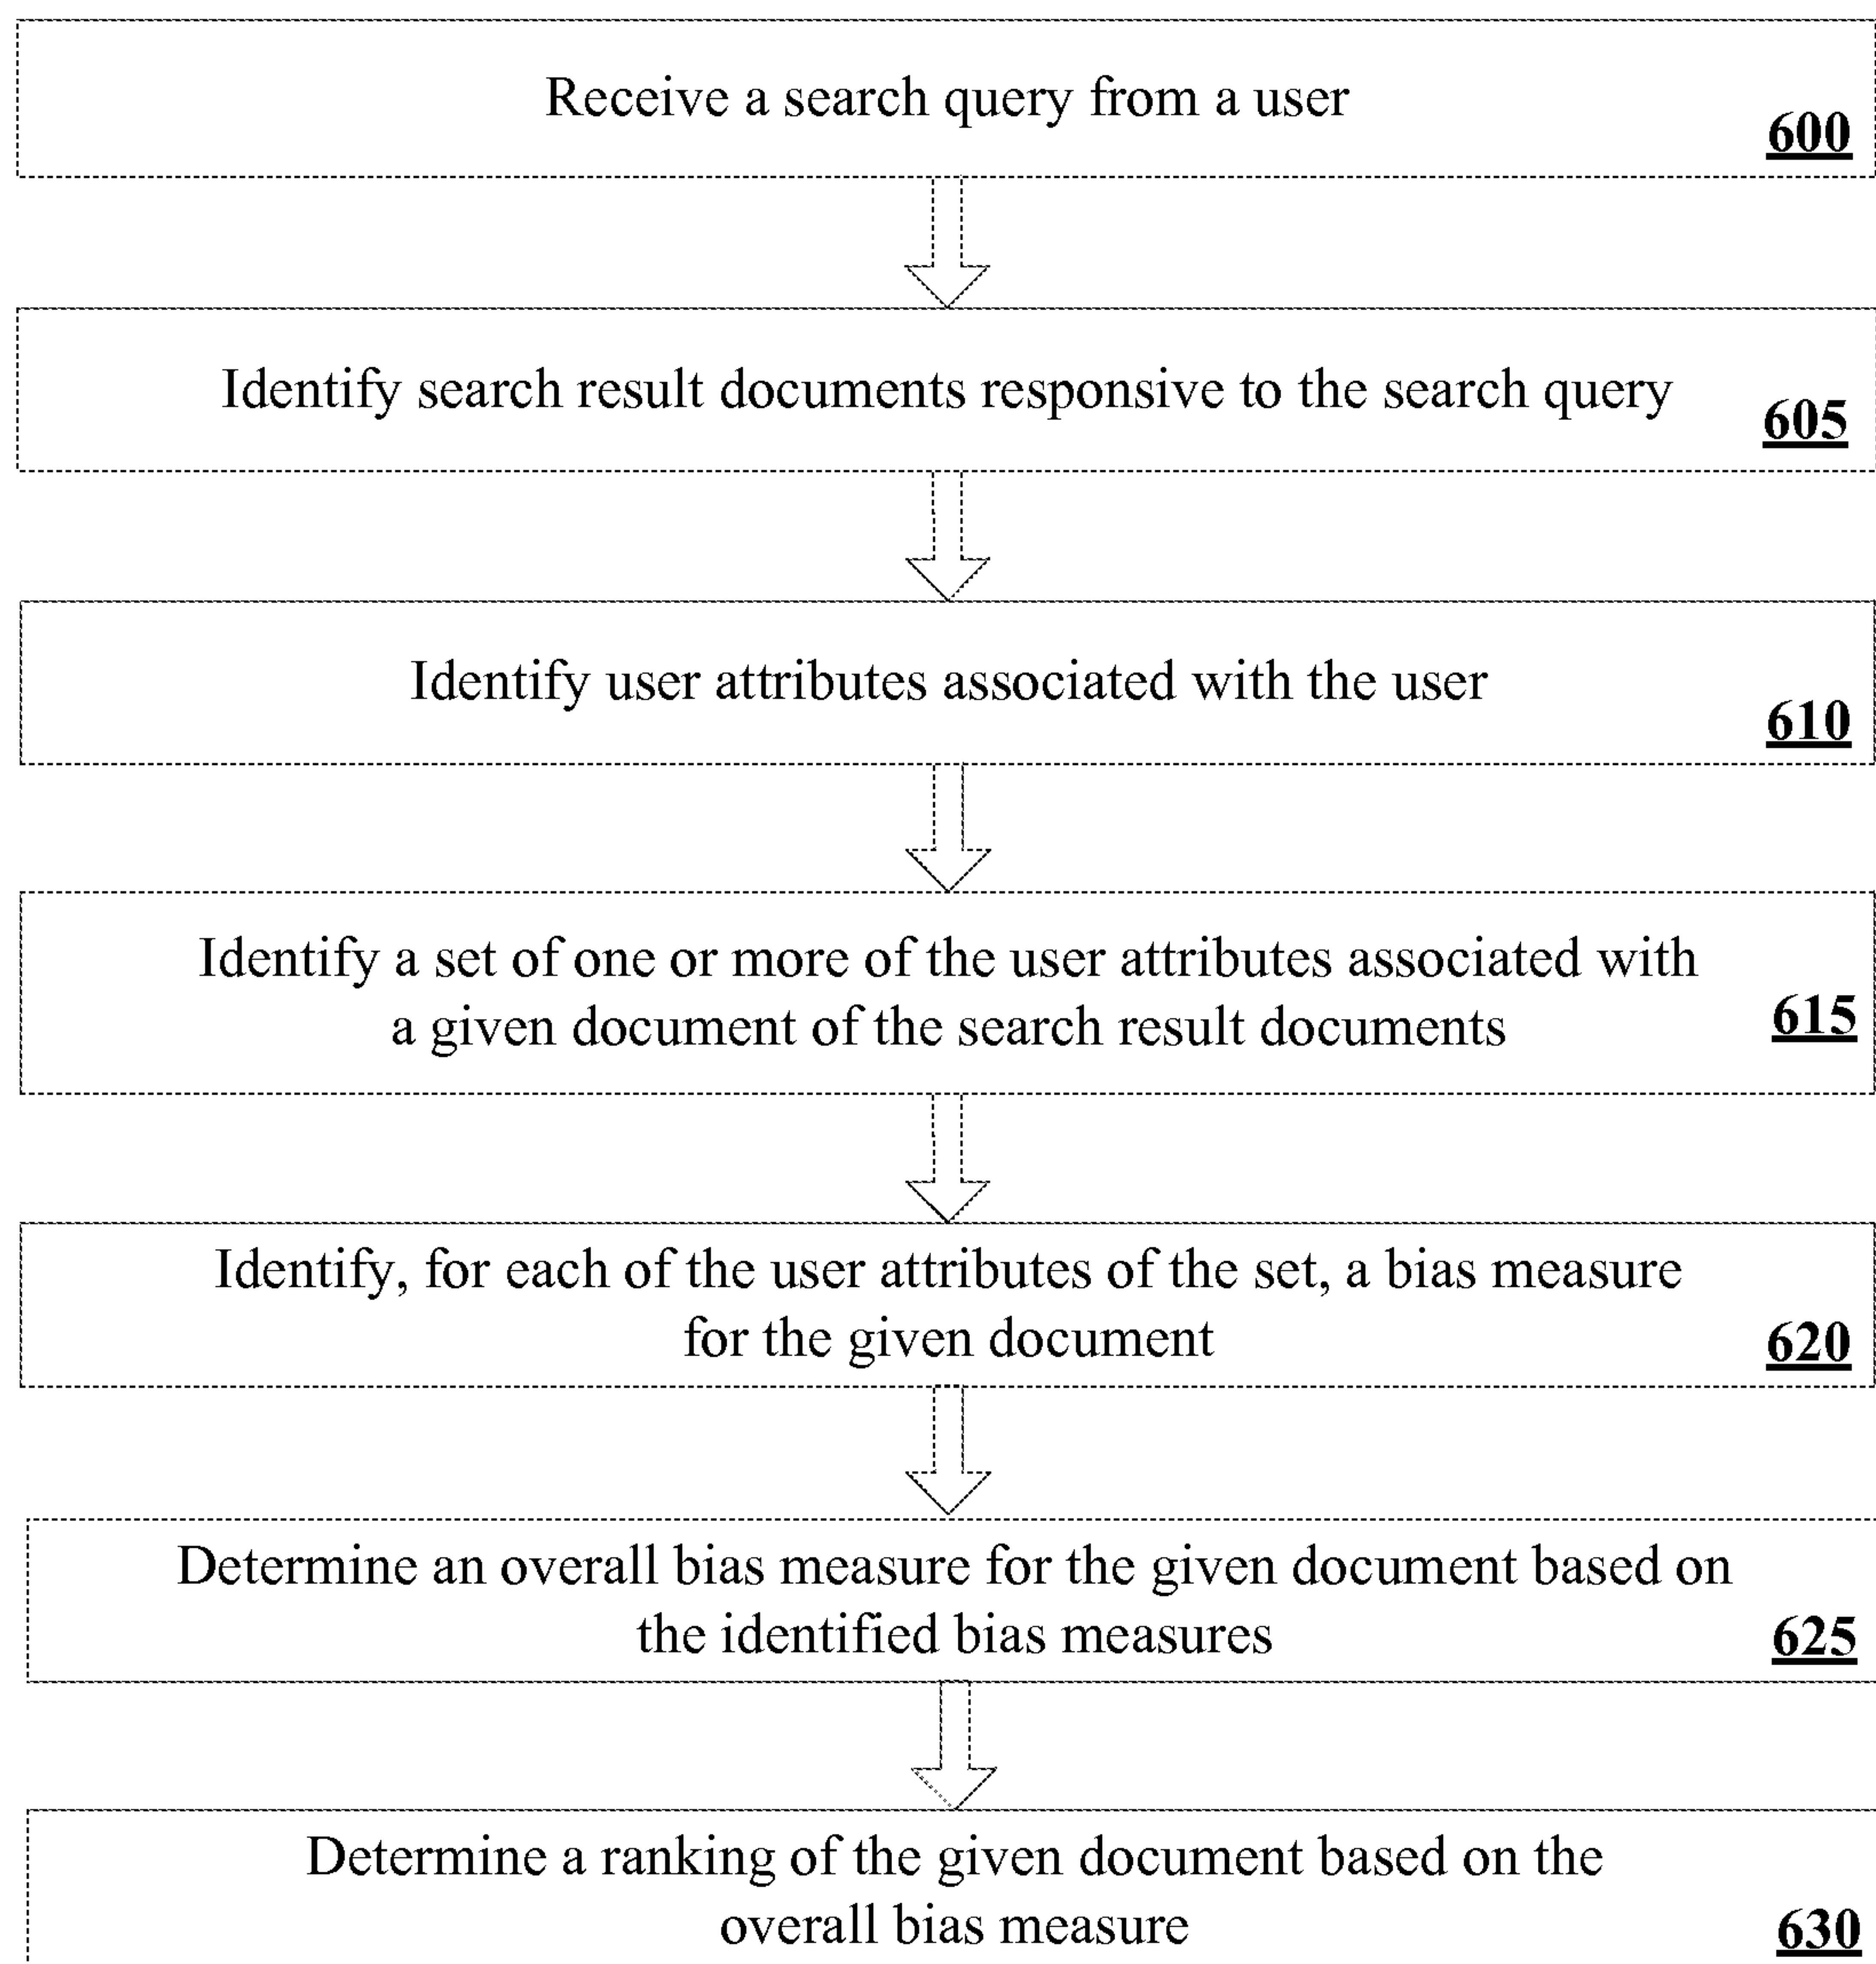 Receive a search query from a user
600
Identify search result documents responsive to the search query
605
Identify user attributes associated with the user
610
Identify a set of one or more of the user attributes associated with
a given document of the search result documents
615
Identify, for each of the user attributes of the set, a bias measure
for the given document
620
Determine an overall bias measure for the given document based on
the identified bias measures
625
Determine a ranking of the given document based on the
overall bias measure
630